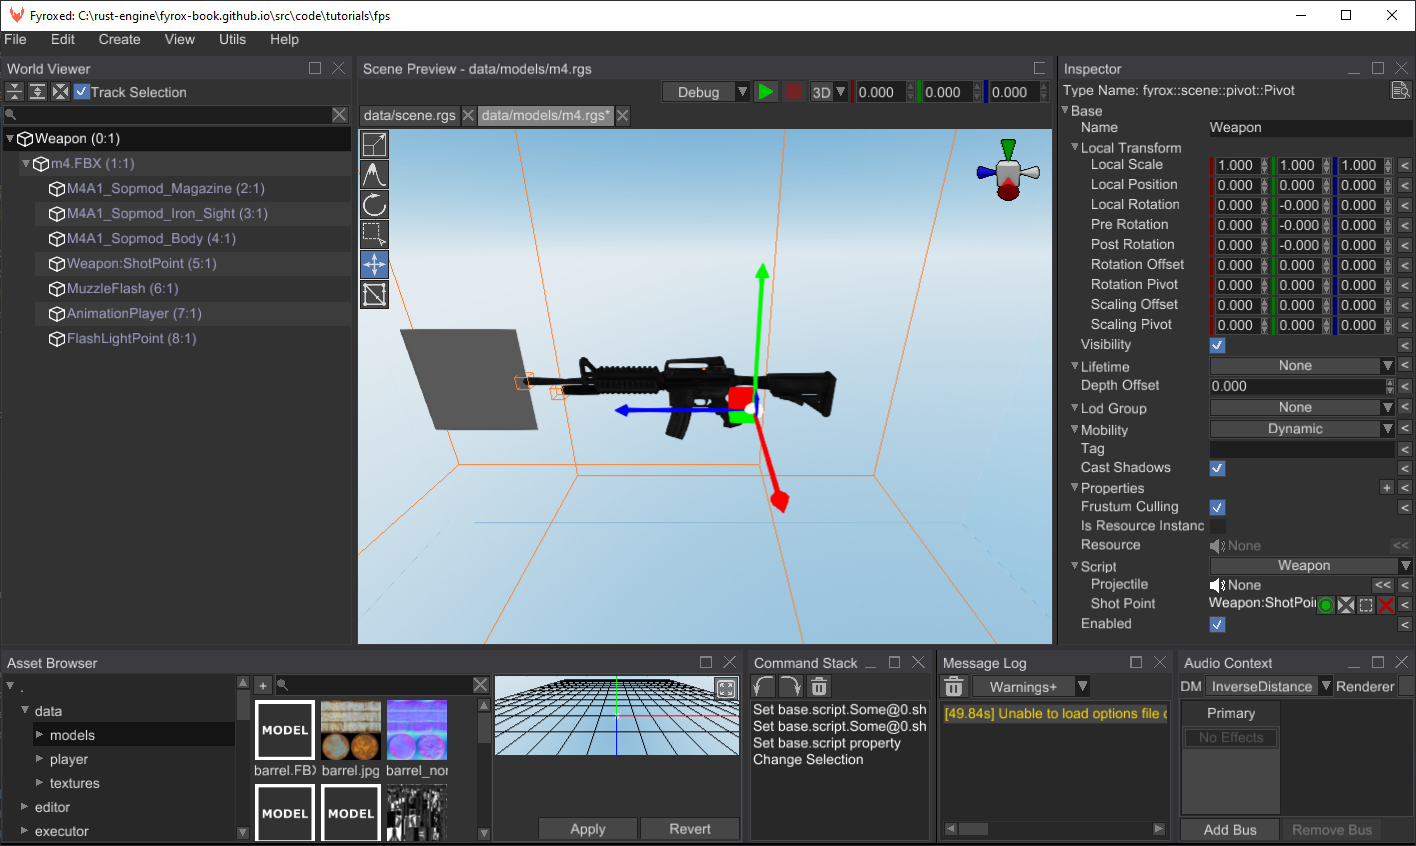 Fyroxed: C:\rust-engine\fyrox-book.github.io\src\code\tutorials\fps
File Edit Create View Utils Help
World Viewer
Track Selection
Weapon (0:1)
m4.FBX (1:1)
M4A1_Sopmod_Magazine (2:1)
M4A1_Sopmod_Iron_Sight (3:1)
M4A1_Sopmod_Body (4:1)
Weapon:ShotPoint (5:1)
MuzzleFlash (6:1)
AnimationPlayer (7:1)
FlashLightPoint (8:1)
Scene Preview - data/models/m4.rgs
Debug 3D 0.000 0.000 0.000
data/scene.rgs data/models/m4.rgs*
Inspector
Type Name: fyrox::scene::pivot::Pivot
Base
Name Weapon
Local Transform
Local Scale 1.000 1.000 1.000 <
Local Position 0.000 0.000 0.000 <
Local Rotation 0.000 -0.000 0.000 <
Pre Rotation 0.000 -0.000 0.000 <
Post Rotation 0.000 -0.000 0.000 <
Rotation Offset 0.000 0.000 0.000 <
Rotation Pivot 0.000 0.000 0.000 <
Scaling Offset 0.000 0.000 0.000 <
Scaling Pivot 0.000 0.000 0.000 <
Visibility <
Lifetime None <
Depth Offset 0.000 <
Lod Group None <
Mobility Dynamic <
Tag <
Cast Shadows <
Properties + <
Frustum Culling <
Is Resource Instanc
Resource None <<
Script Weapon
Projectile None << <
Shot Point Weapon:ShotPoi <
Enabled <
Asset Browser
.
data
models
player
textures
editor
executor
+
MODEL
barrel.FBX barrel.jpg barrel_nor
MODEL MODEL
Apply Revert
Command Stack
Set base.script.Some@0.sh
Set base.script.Some@0.sh
Set base.script property
Change Selection
Message Log
Warnings+
[49.84s] Unable to load options file c
Audio Context
DM InverseDistance Renderer
Primary
No Effects
Add Bus Remove Bus